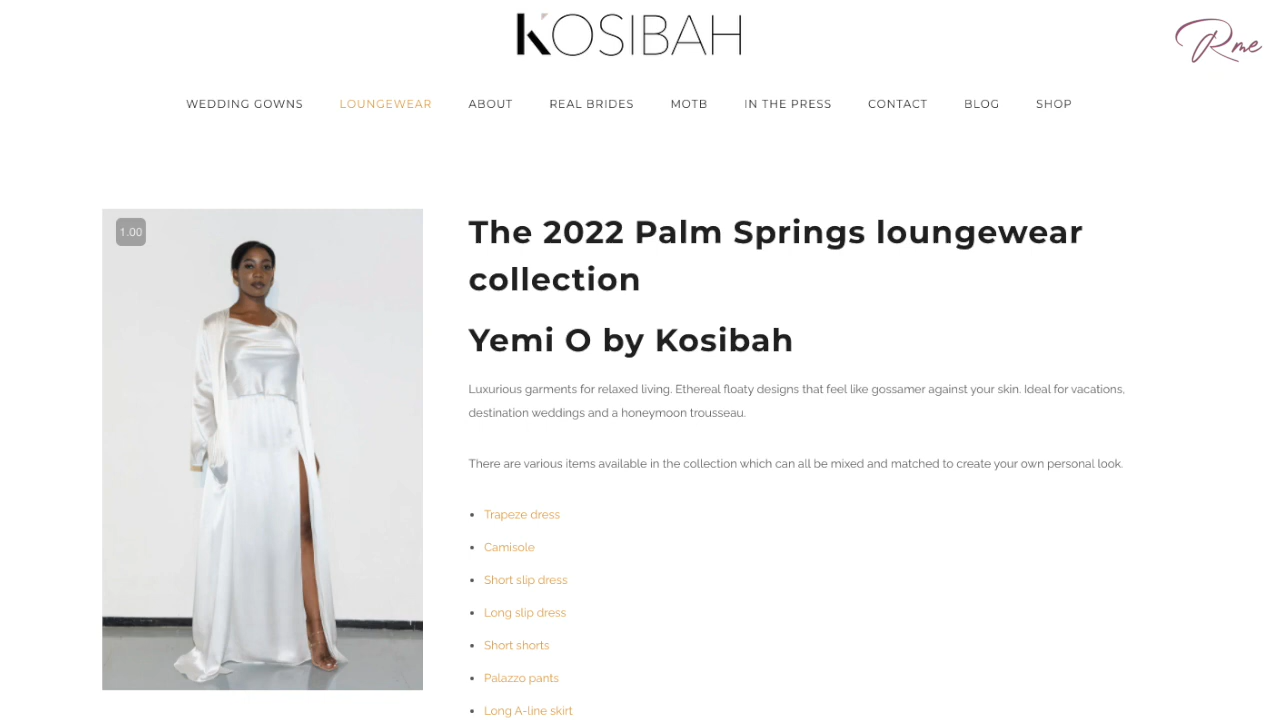 KOSIBAH
Rme
WEDDING GOWNS LOUNGEWEAR ABOUT REAL BRIDES MOTB IN THE PRESS CONTACT BLOG SHOP
1.00
The 2022 Palm Springs loungewear
collection
Yemi O by Kosibah
Luxurious garments for relaxed living. Ethereal floaty designs that feel like gossamer against your skin. Ideal for vacations,
destination weddings and a honeymoon trousseau.
There are various items available in the collection which can all be mixed and matched to create your own personal look.
Trapeze dress
Camisole
Short slip dress
Long slip dress
Short shorts
Palazzo pants
Long A-line skirt